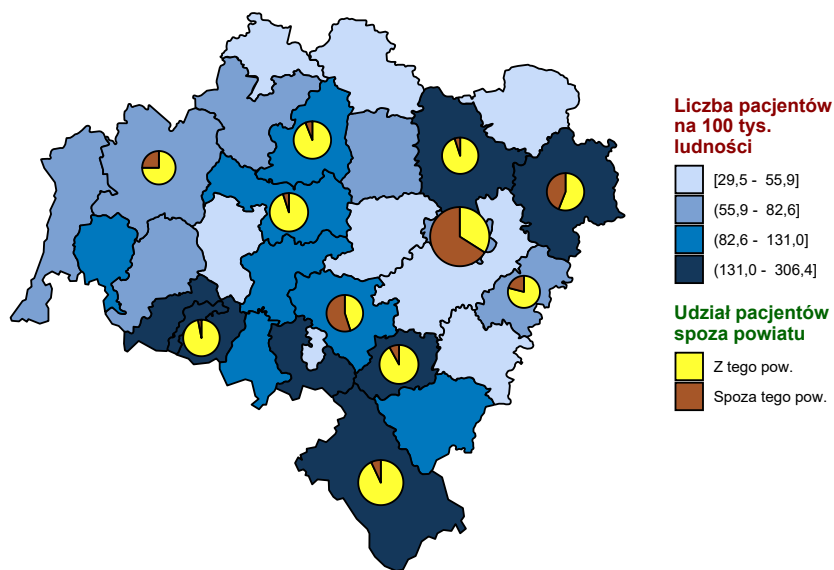 Liczba pacjentów
na 100 tys.
ludności
[29,5 - 55,9]
(55,9 - 82,6]
(82,6 - 131,0]
(131,0 - 306,4]
Udział pacjentów
spoza powiatu
Z tego pow.
Spoza tego pow.